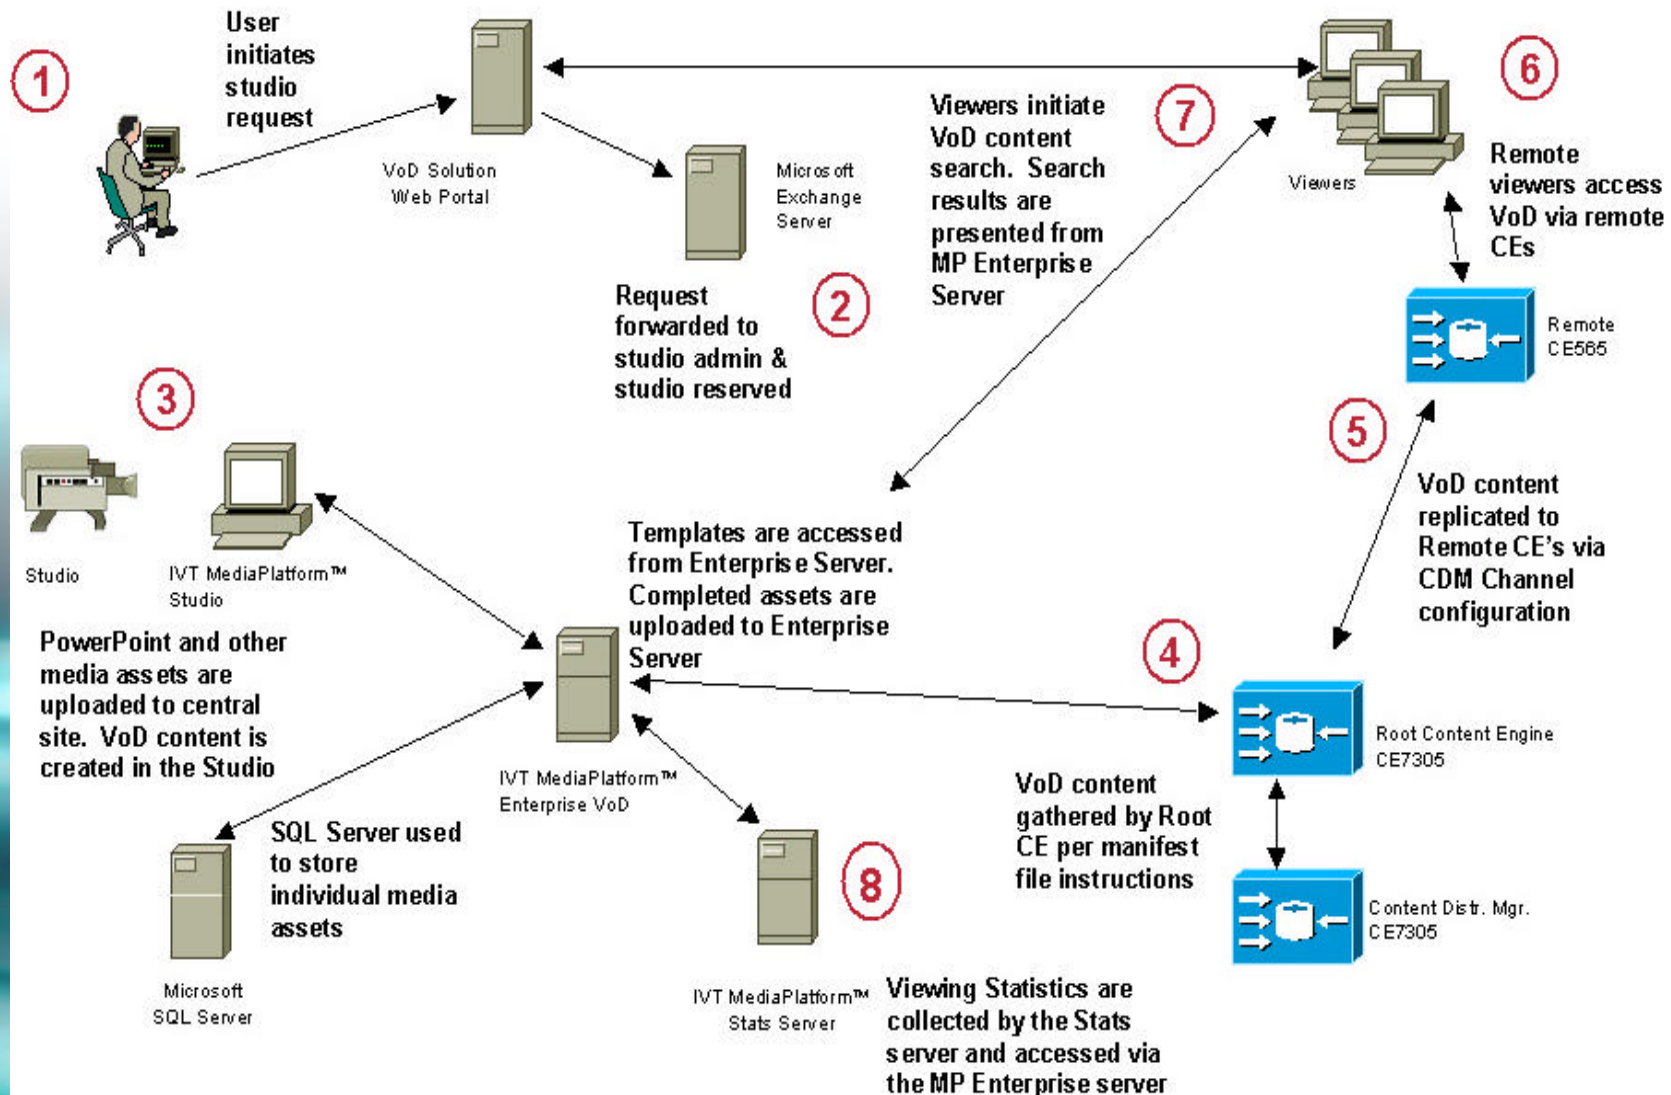 1
User
initiates
studio
request
VoD Solution
Web Portal
Microsoft
Exchange
Server
2
Request
forwarded to
studio admin &
studio reserved
Viewers initiate
VoD content
search. Search
results are
presented from
MP Enterprise
Server
7
Viewers
6
Remote
viewers access
VoD via remote
CEs
Remote
CE565
5
VoD content
replicated to
Remote CE's via
CDM Channel
configuration
3
Studio
IVT MediaPlatform™
Studio
PowerPoint and other
media assets are
uploaded to central
site. VoD content is
created in the Studio
Templates are accessed
from Enterprise Server.
Completed assets are
uploaded to Enterprise
Server
IVT MediaPlatform™
Enterprise VoD
4
Root Content Engine
CE7305
VoD content
gathered by Root
CE per manifest
file instructions
Content Distr. Mgr.
CE7305
SQL Server used
to store
individual media
assets
Microsoft
SQL Server
8
IVT MediaPlatform™
Stats Server
Viewing Statistics are
collected by the Stats
server and accessed via
the MP Enterprise server